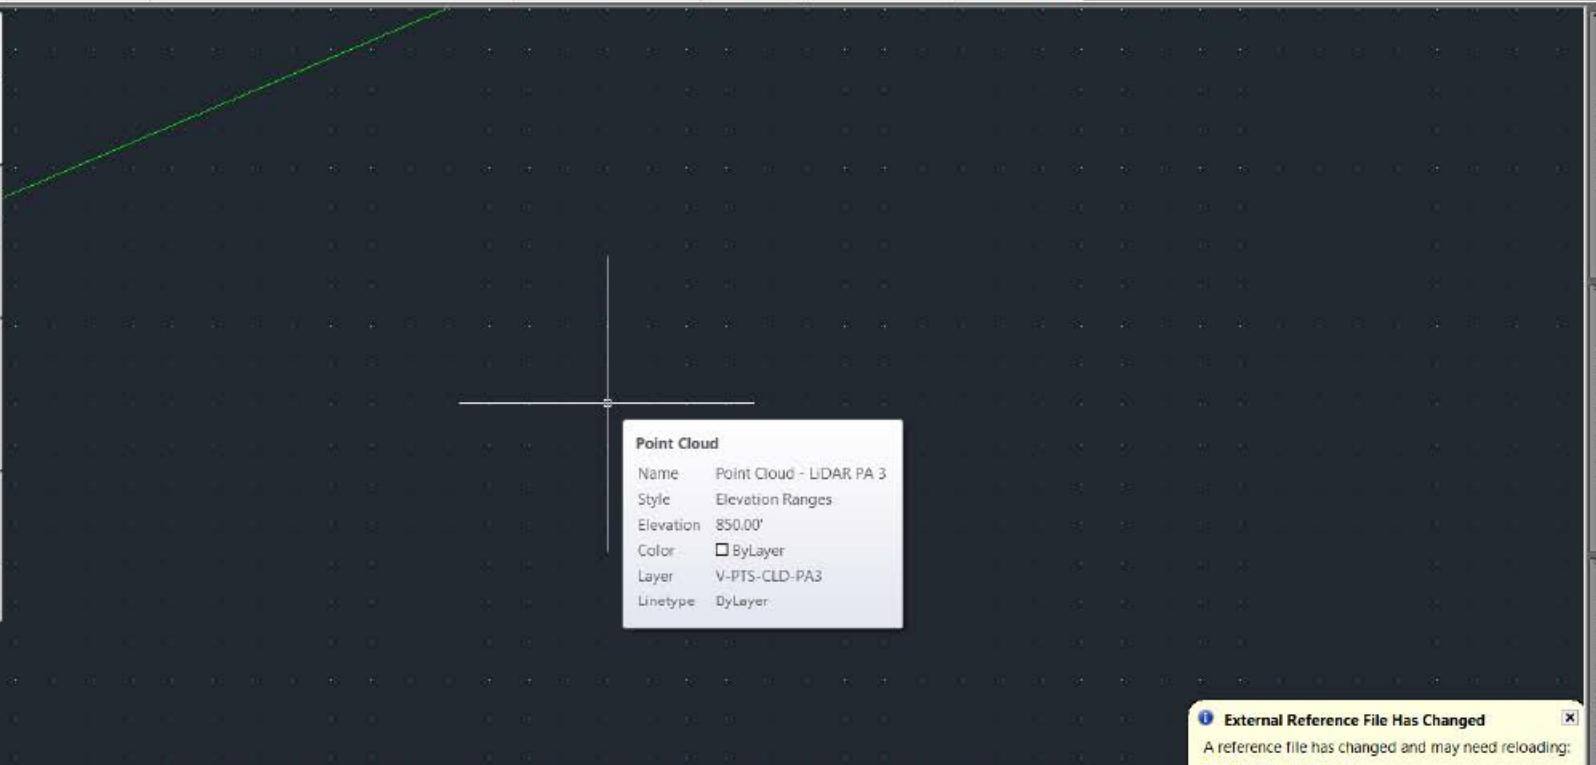 Point Cloud
Name Point Cloud - LiDAR PA 3
Style Elevation Ranges
Elevation 850.00'
Color ByLayer
Layer V-PTS-CLD-PA3
Linetype ByLayer
External Reference File Has Changed
A reference file has changed and may need reloading: